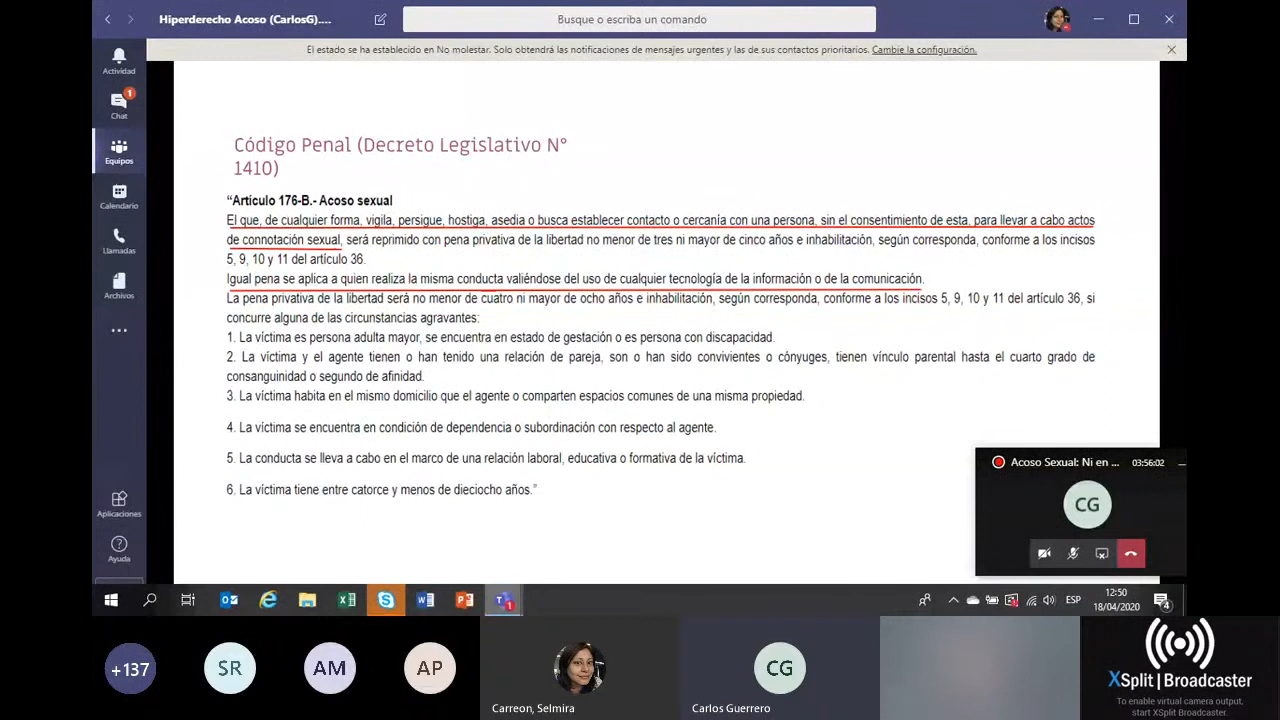 Hiperderecho Acoso (CarlosG)....
Busque o escriba un comando
El estado se ha establecido en No molestar. Solo obtendrá las notificaciones de mensajes urgentes y las de sus contactos prioritarios. Cambie la configuración.
Actividad
1
Chat
Equipos
Calendario
Llamadas
Archivos
Aplicaciones
Ayuda
Código Penal (Decreto Legislativo N°
1410)
“Artículo 176-B.- Acoso sexual
El que, de cualquier forma, vigila, persigue, hostiga, asedia o busca establecer contacto o cercanía con una persona, sin el consentimiento de esta, para llevar a cabo actos
de connotación sexual, será reprimido con pena privativa de la libertad no menor de tres ni mayor de cinco años e inhabilitación, según corresponda, conforme a los incisos
5, 9, 10 y 11 del artículo 36.
Igual pena se aplica a quien realiza la misma conducta valiéndose del uso de cualquier tecnología de la información o de la comunicación.
La pena privativa de la libertad será no menor de cuatro ni mayor de ocho años e inhabilitación, según corresponda, conforme a los incisos 5, 9, 10 y 11 del artículo 36, si
concurre alguna de las circunstancias agravantes:
1. La víctima es persona adulta mayor, se encuentra en estado de gestación o es persona con discapacidad.
2. La víctima y el agente tienen o han tenido una relación de pareja, son o han sido convivientes o cónyuges, tienen vínculo parental hasta el cuarto grado de
consanguinidad o segundo de afinidad.
3. La víctima habita en el mismo domicilio que el agente o comparten espacios comunes de una misma propiedad.
4. La víctima se encuentra en condición de dependencia o subordinación con respecto al agente.
5. La conducta se lleva a cabo en el marco de una relación laboral, educativa o formativa de la víctima.
6. La víctima tiene entre catorce y menos de dieciocho años.”
Acoso Sexual: Ni en ... 03:56:02
CG
ESP
12:50
18/04/2020
4
1
+137
SR
AM
AP
CG
Carreon, Selmira
Carlos Guerrero
XSplit | Broadcaster
To enable virtual camera output,
start XSplit Broadcaster.